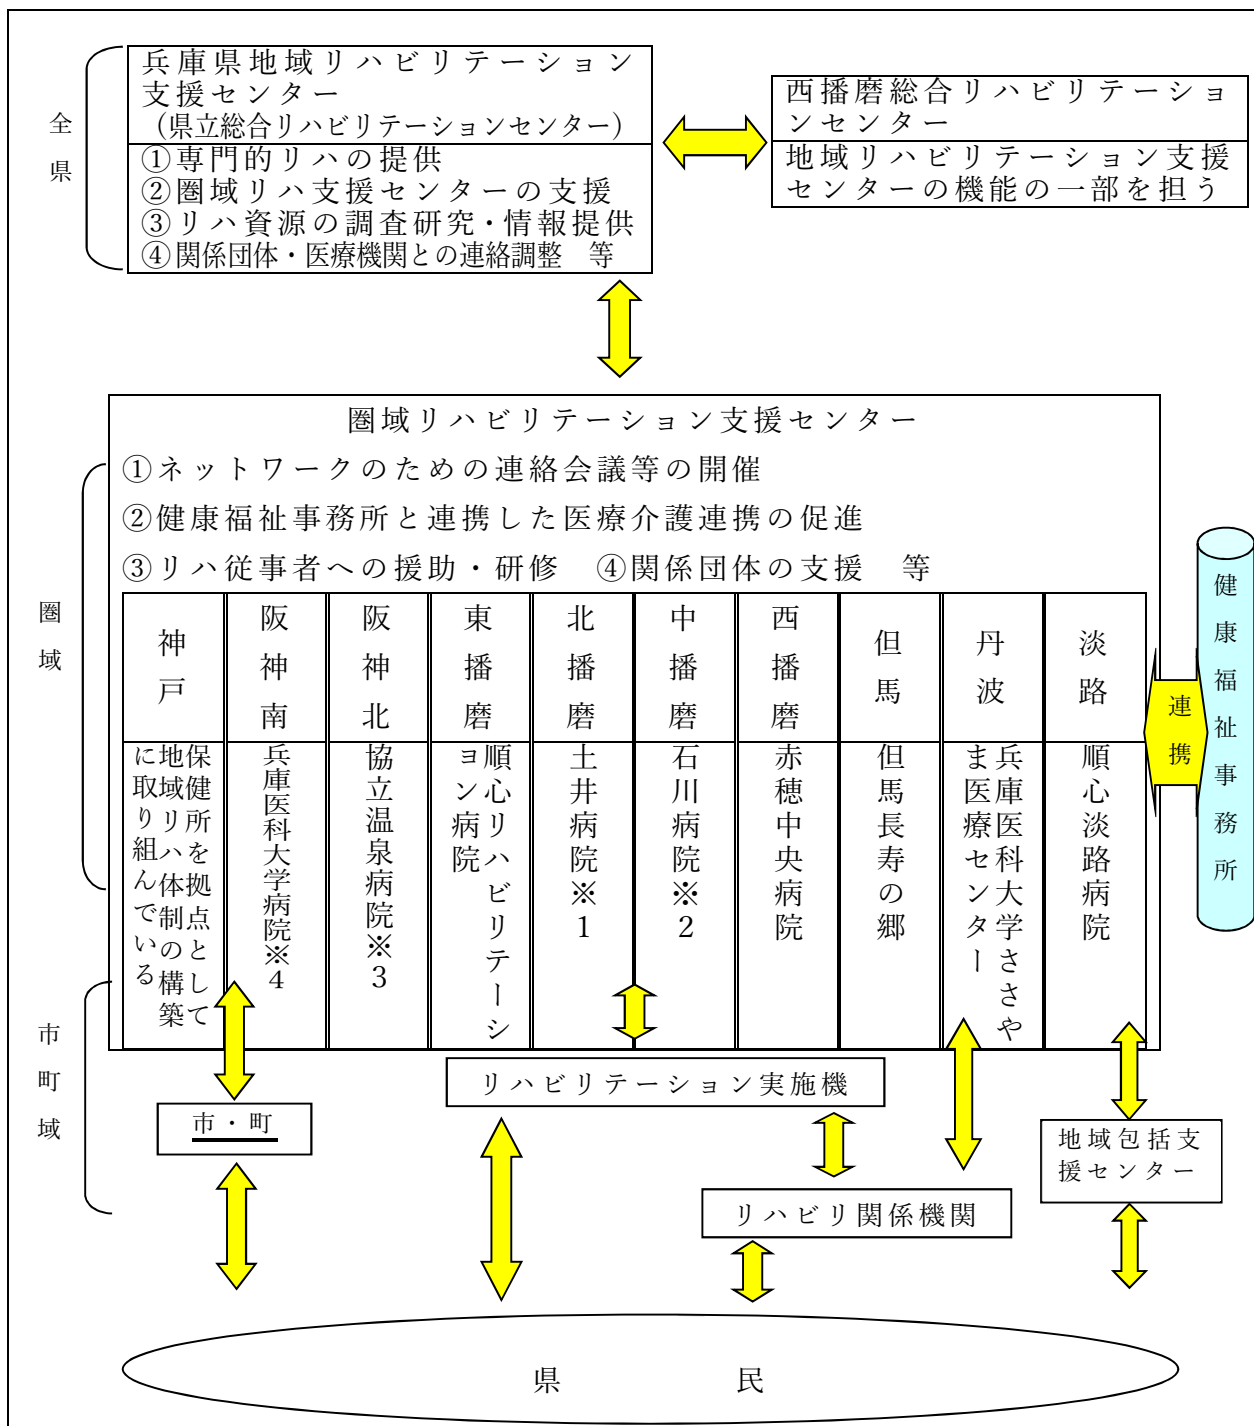 全県
兵庫県地域リハビリテーション
支援センター
（県立総合リハビリテーションセンター）
①専門的リハの提供
②圏域リハ支援センターの支援
③リハ資源の調査研究・情報提供
④関係団体・医療機関との連絡調整　等
西播磨総合リハビリテーショ
ンセンター
地域リハビリテーション支援
センターの機能の一部を担う
圏域
圏域リハビリテーション支援センター
①ネットワークのための連絡会議等の開催
②健康福祉事務所と連携した医療介護連携の促進
③リハ従事者への援助・研修　④関係団体の支援　等
神戸
保健所を拠点として
地域リハ体制の構築
に取り組んでいる
阪神南
兵庫医科大学病院※４
阪神北
協立温泉病院※３
東播磨
順心リハビリテーシ
ョン病院
北播磨
土井病院※１
中播磨
石川病院※２
西播磨
赤穂中央病院
但馬
但馬長寿の郷
丹波
兵庫医科大学ささや
ま医療センター
淡路
順心淡路病院
連携
健康福祉事務所
市町域
リハビリテーション実施機
市・町
地域包括支
援センター
リハビリ関係機関
県　　　　民